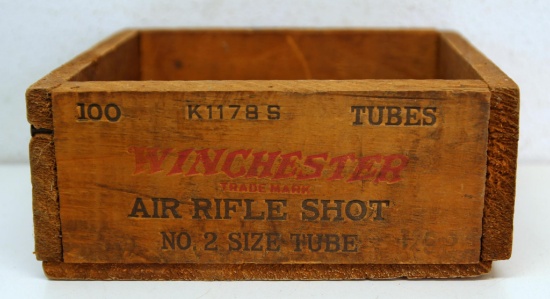 100 K1178S TUBES
WINCHESTER
TRADE MARK
AIR RIFLE SHOT
NO. 2 SIZE TUBE